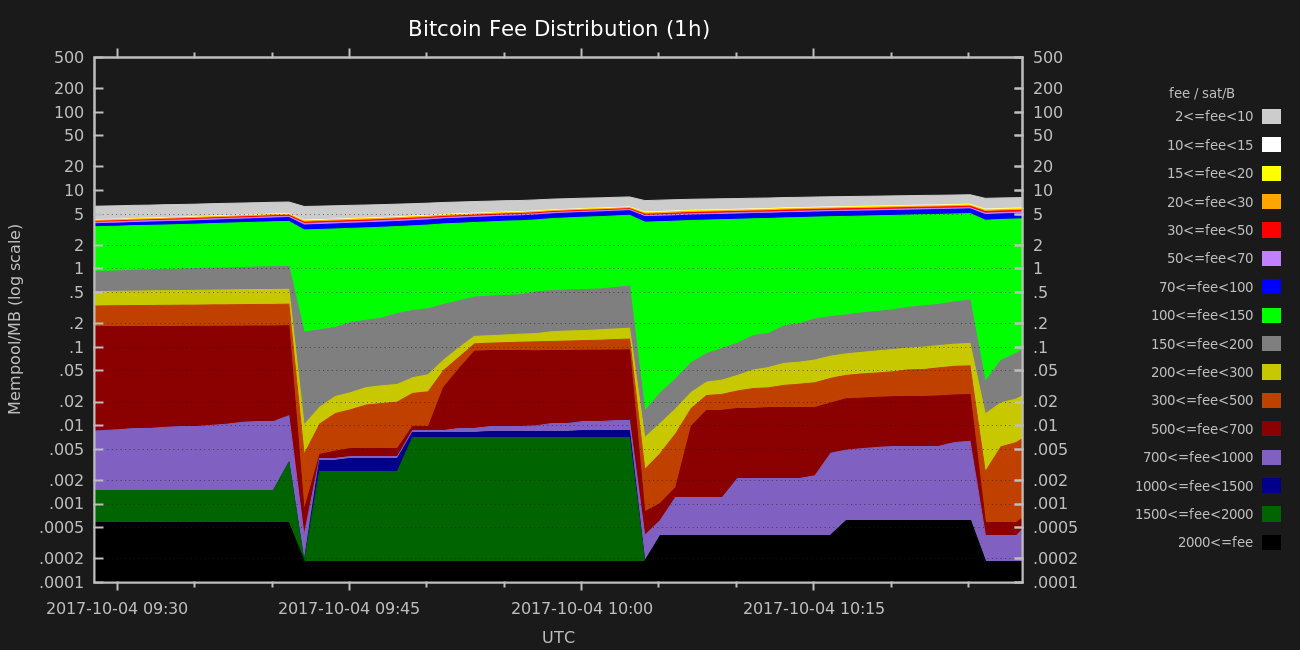 Bitcoin Fee Distribution (1h)
500 500
200 200
100 100
50 50
20 20
10 10
5 5
2 2
1 1
.5 .5
.2 .2
.1 .1
.05 .05
.02 .02
.01 .01
.005 .005
.002 .002
.001 .001
.0005 .0005
.0002 .0002
.0001 .0001
Mempool/MB (log scale)
2017-10-04 09:30 2017-10-04 09:45 2017-10-04 10:00 2017-10-04 10:15
UTC
fee / sat/B
2<=fee<10
10<=fee<15
15<=fee<20
20<=fee<30
30<=fee<50
50<=fee<70
70<=fee<100
100<=fee<150
150<=fee<200
200<=fee<300
300<=fee<500
500<=fee<700
700<=fee<1000
1000<=fee<1500
1500<=fee<2000
2000<=fee